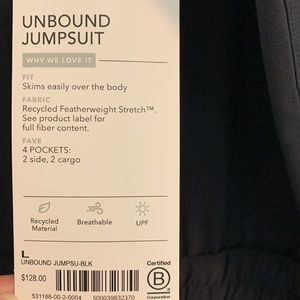 UNBOUND
JUMPSUIT
WHY WE LOVE IT
FIT
Skims easily over the body
FABRIC
Recycled Featherweight Stretch™.
See product label for
full fiber content.
FAVE
4 POCKETS:
2 side, 2 cargo
Recycled
Material
Breathable
UPF
L
UNBOUND JUMPSU-BLK
$128.00
531188-00-2-0004
500039832370
Certified
B
Corporation